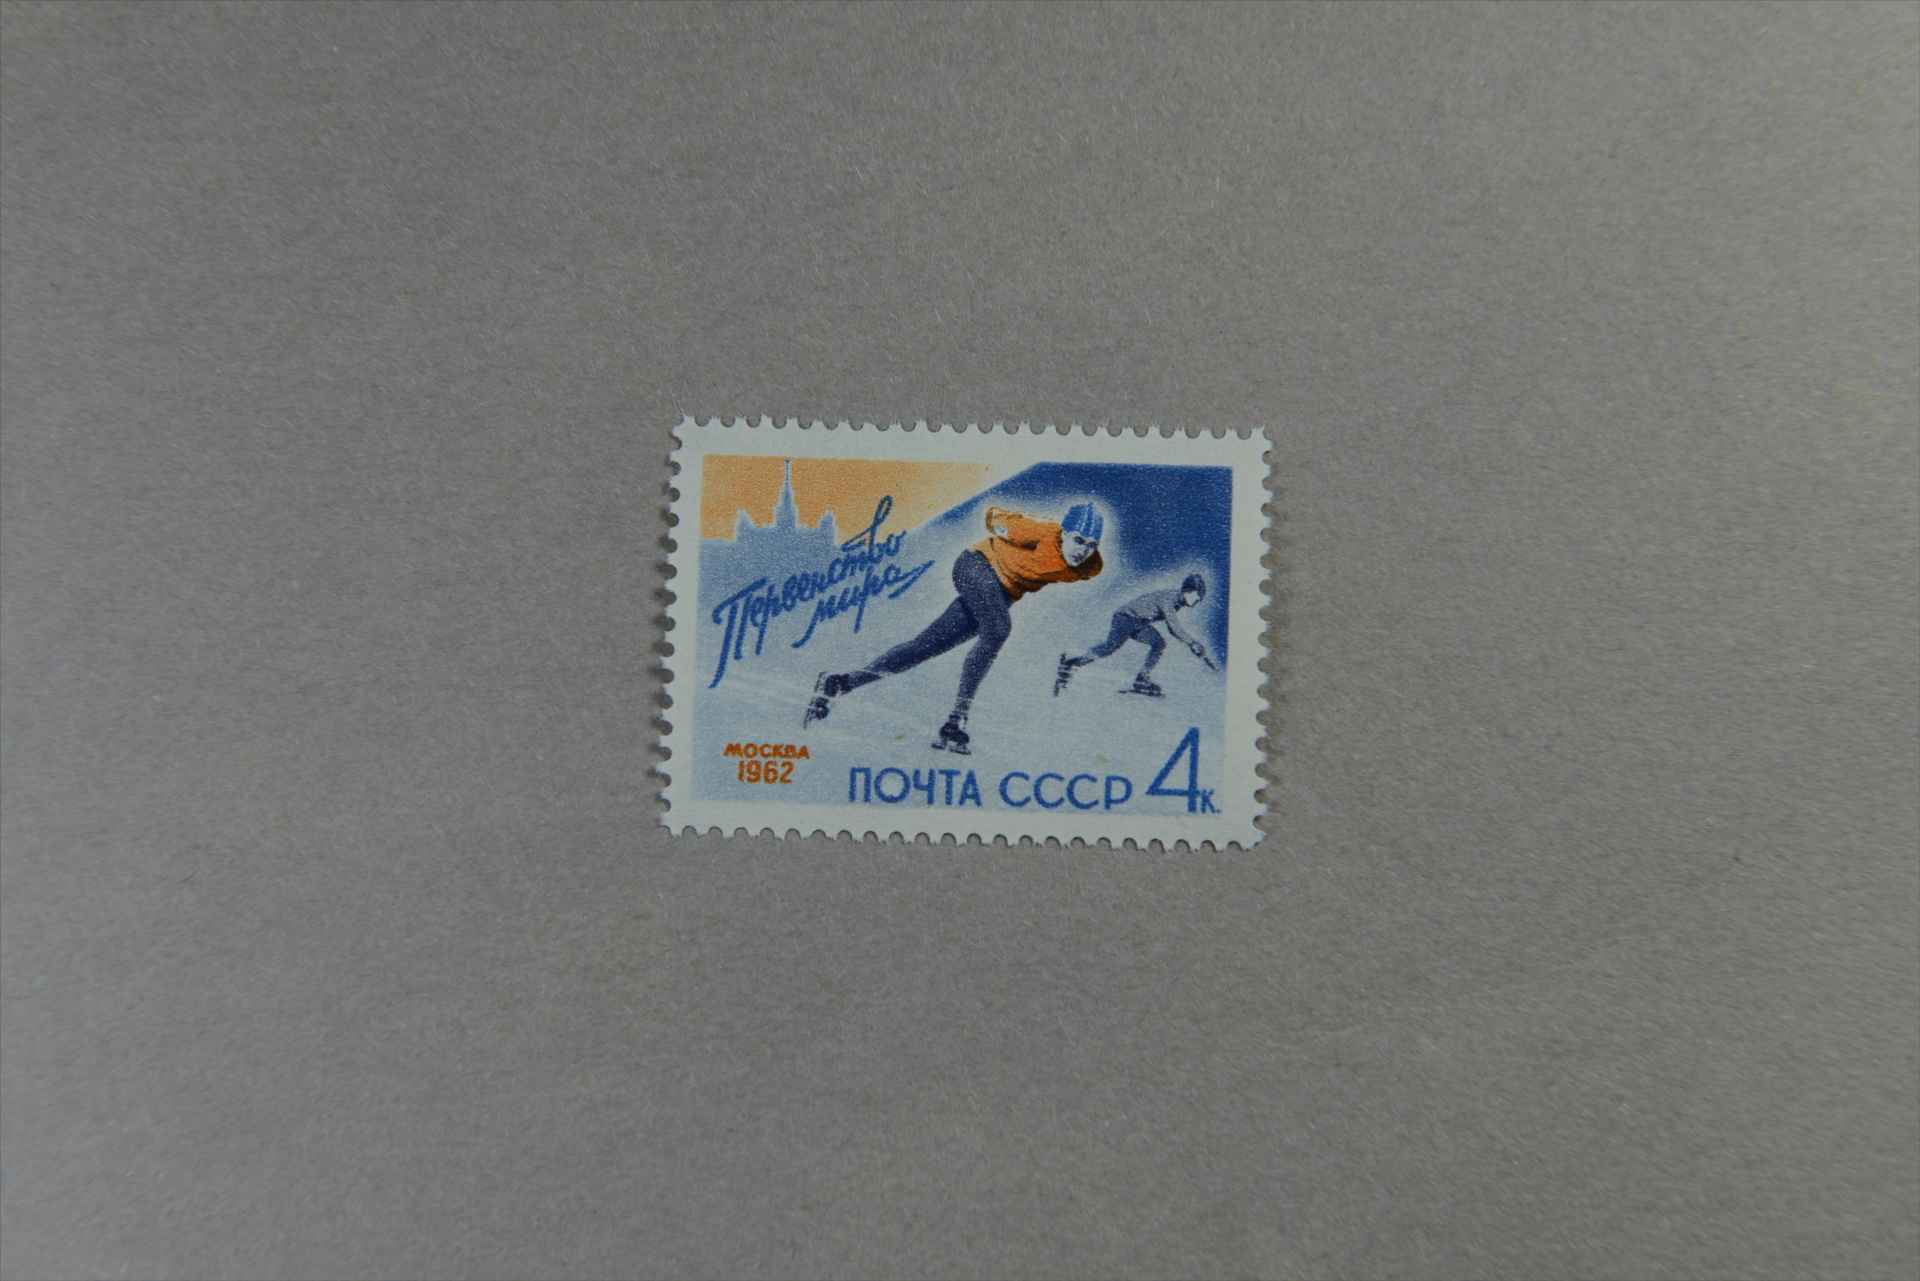 Первенство
мира
МОСКВА
1962
ПОЧТА СССР 4к.